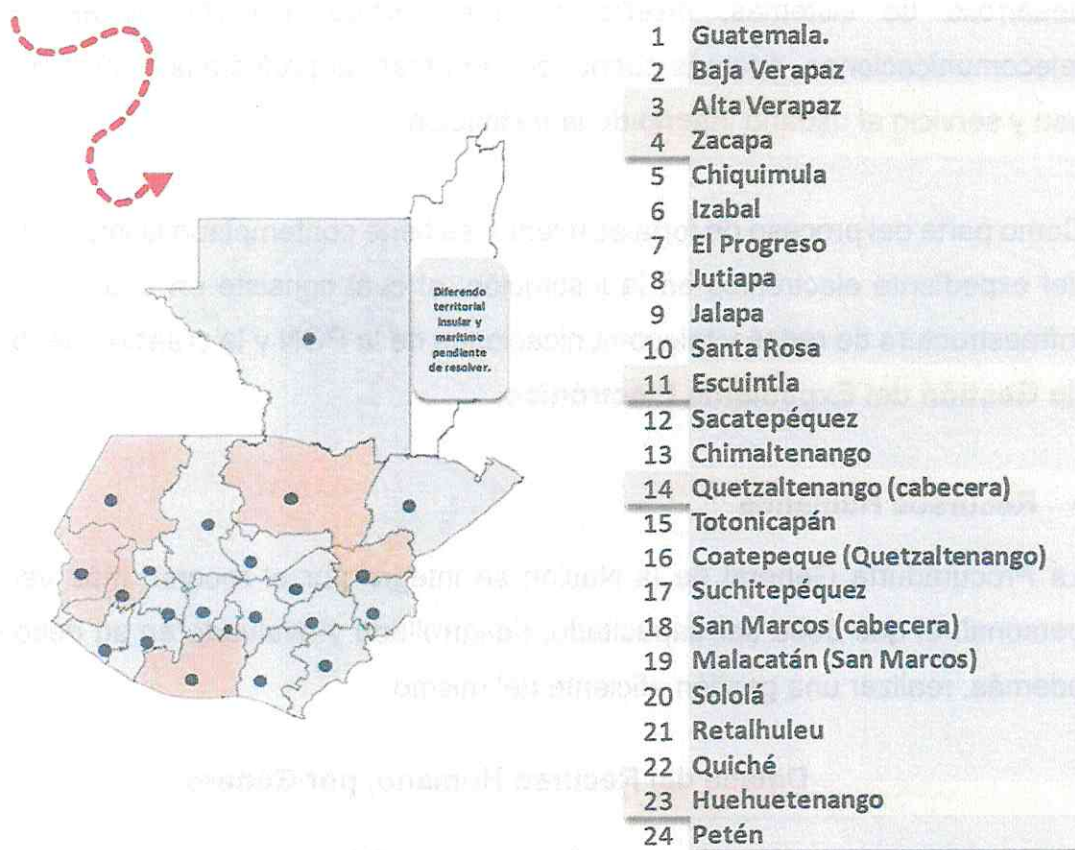 1 Guatemala.
2 Baja Verapaz
3 Alta Verapaz
4 Zacapa
5 Chiquimula
6 Izabal
7 El Progreso
8 Jutiapa
9 Jalapa
10 Santa Rosa
11 Escuintla
12 Sacatepéquez
13 Chimaltenango
14 Quetzaltenango (cabecera)
15 Totonicapán
16 Coatepeque (Quetzaltenango)
17 Suchitepéquez
18 San Marcos (cabecera)
19 Malacatán (San Marcos)
20 Sololá
21 Retalhuleu
22 Quiché
23 Huehuetenango
24 Petén
Diferendo
territorial
insular y
marítimo
pendiente
de resolver.